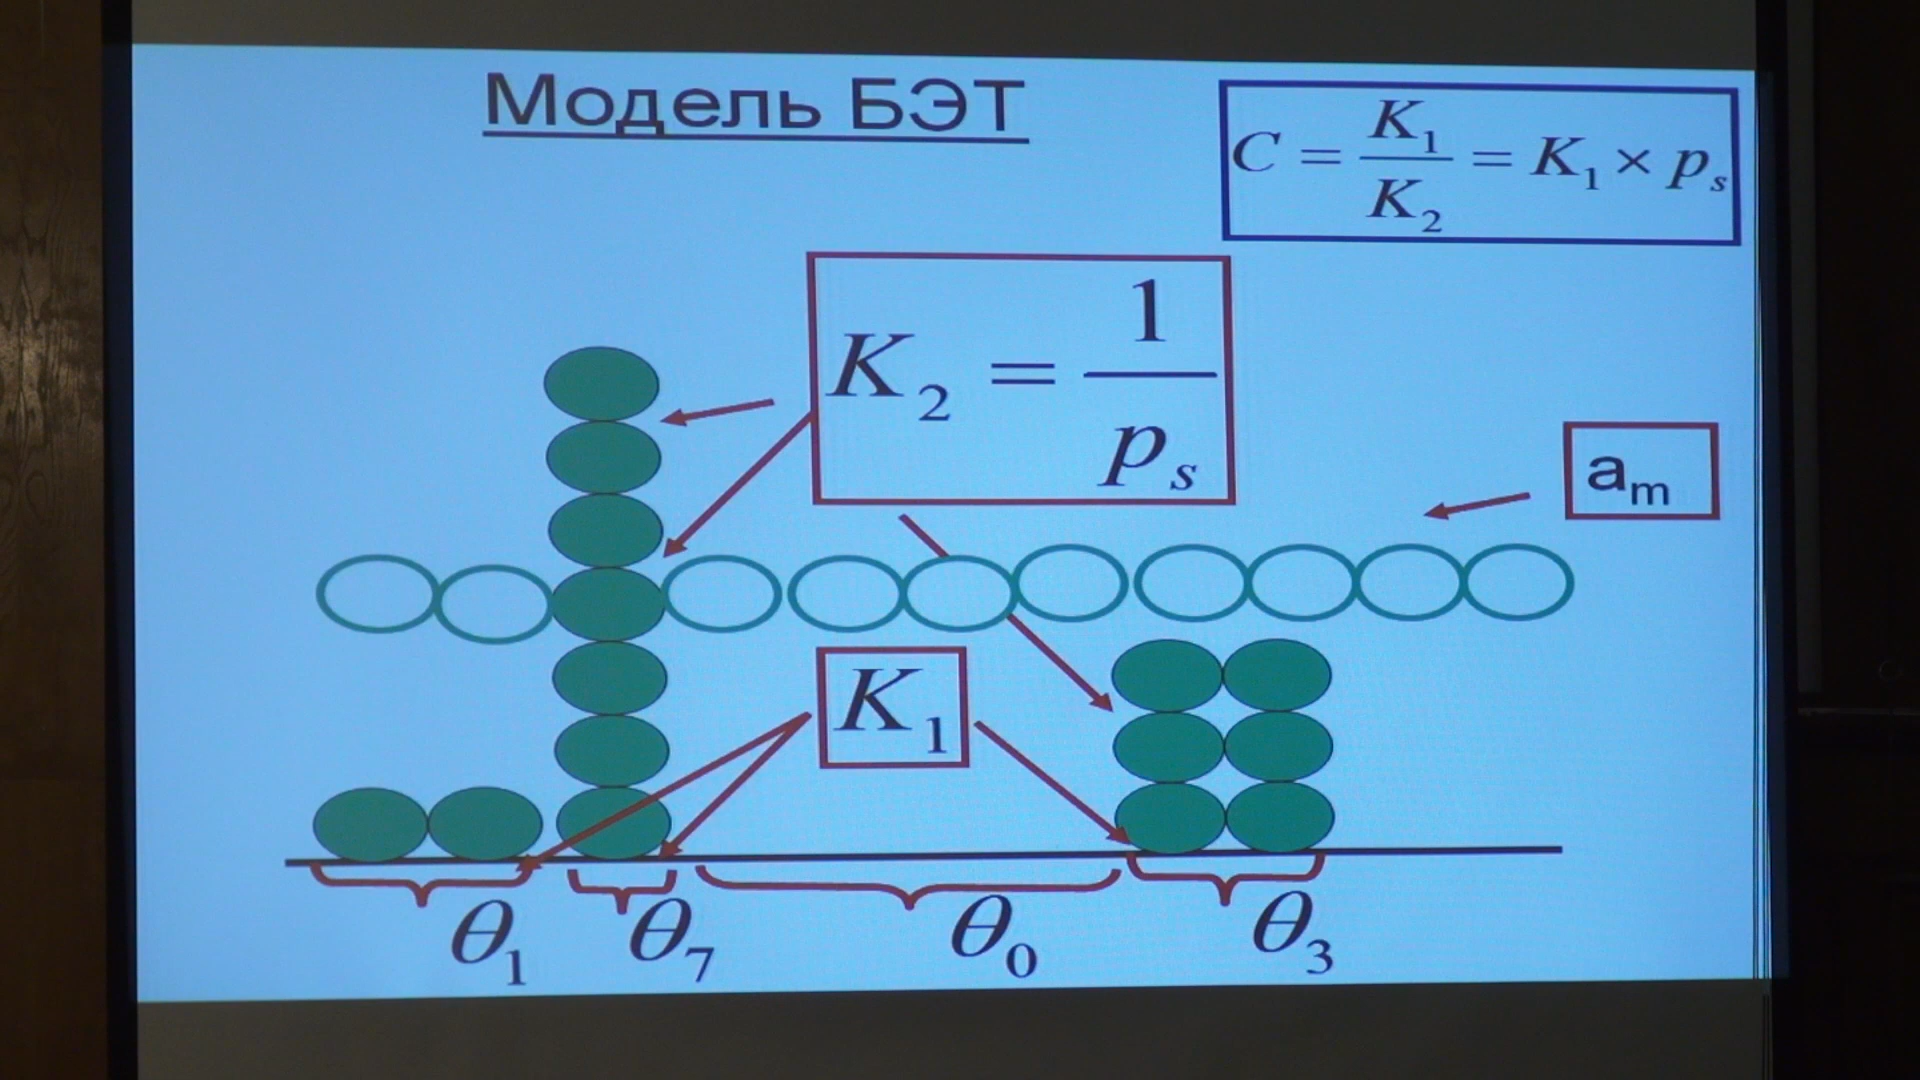 Модель БЭТ
C = K₁/K₂ = K₁ × pₛ
K₂ = 1/pₛ
aₘ
K₁
θ₁ θ₇ θ₀ θ₃